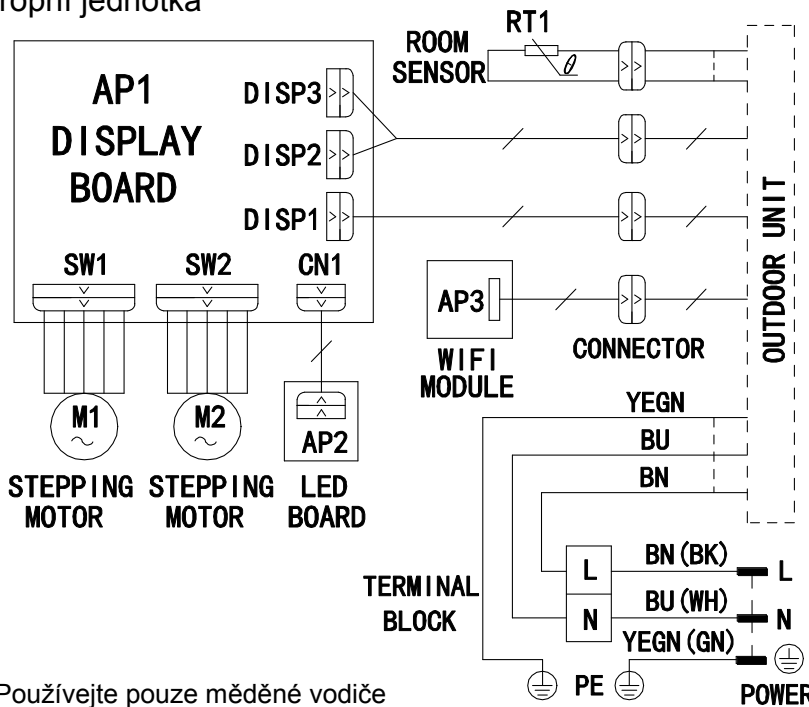 jednotka
RT1
ROOM
SENSOR
θ
AP1
DISPLAY
BOARD
DISP3
DISP2
DISP1
SW1
SW2
CN1
AP3
WIFI
MODULE
CONNECTOR
OUTDOOR UNIT
M1
M2
AP2
STEPPING
MOTOR
STEPPING
MOTOR
LED
BOARD
YEGN
BU
BN
TERMINAL
BLOCK
L
BN(BK)
L
N
BU(WH)
N
YEGN(GN)
PE
POWER
Používejte pouze měděné vodiče